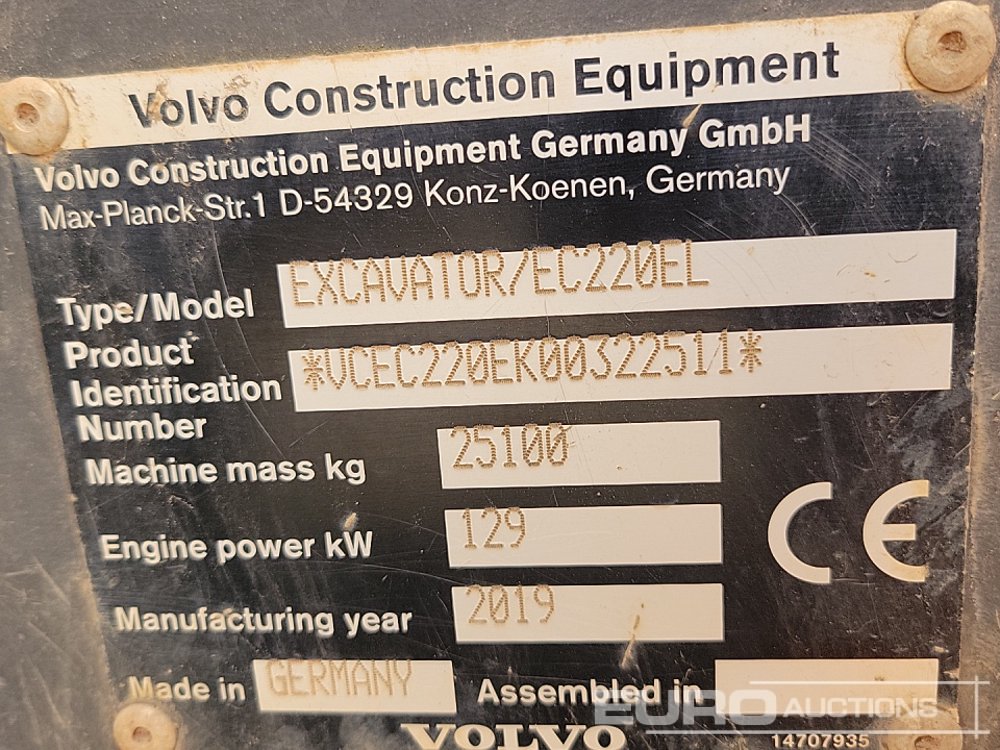 Volvo Construction Equipment
Volvo Construction Equipment Germany GmbH
Max-Planck-Str.1 D-54329 Konz-Koenen, Germany
Type/Model EXCAVATOR/EC220EL
Product
Identification *VCEC220EK00322511*
Number
Machine mass kg 25100
Engine power kW 129
CE
Manufacturing year 2019
Made in GERMANY Assembled in
EURO AUCTIONS
VOLVO
14707935